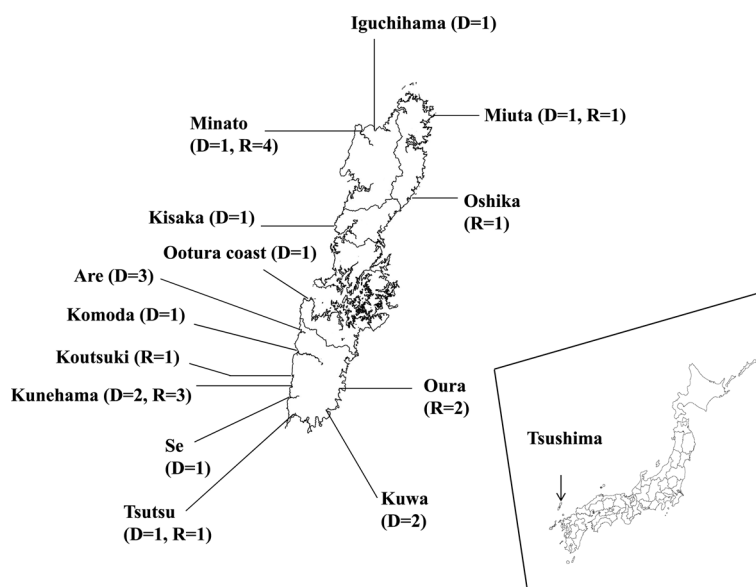 Iguchihama (D=1)
Miuta (D=1, R=1)
Minato
(D=1, R=4)
Oshika
(R=1)
Kisaka (D=1)
Ootura coast (D=1)
Are (D=3)
Komoda (D=1)
Koutsuki (R=1)
Kunehama (D=2, R=3)
Oura
(R=2)
Se
(D=1)
Tsutsu
(D=1, R=1)
Kuwa
(D=2)
Tsushima